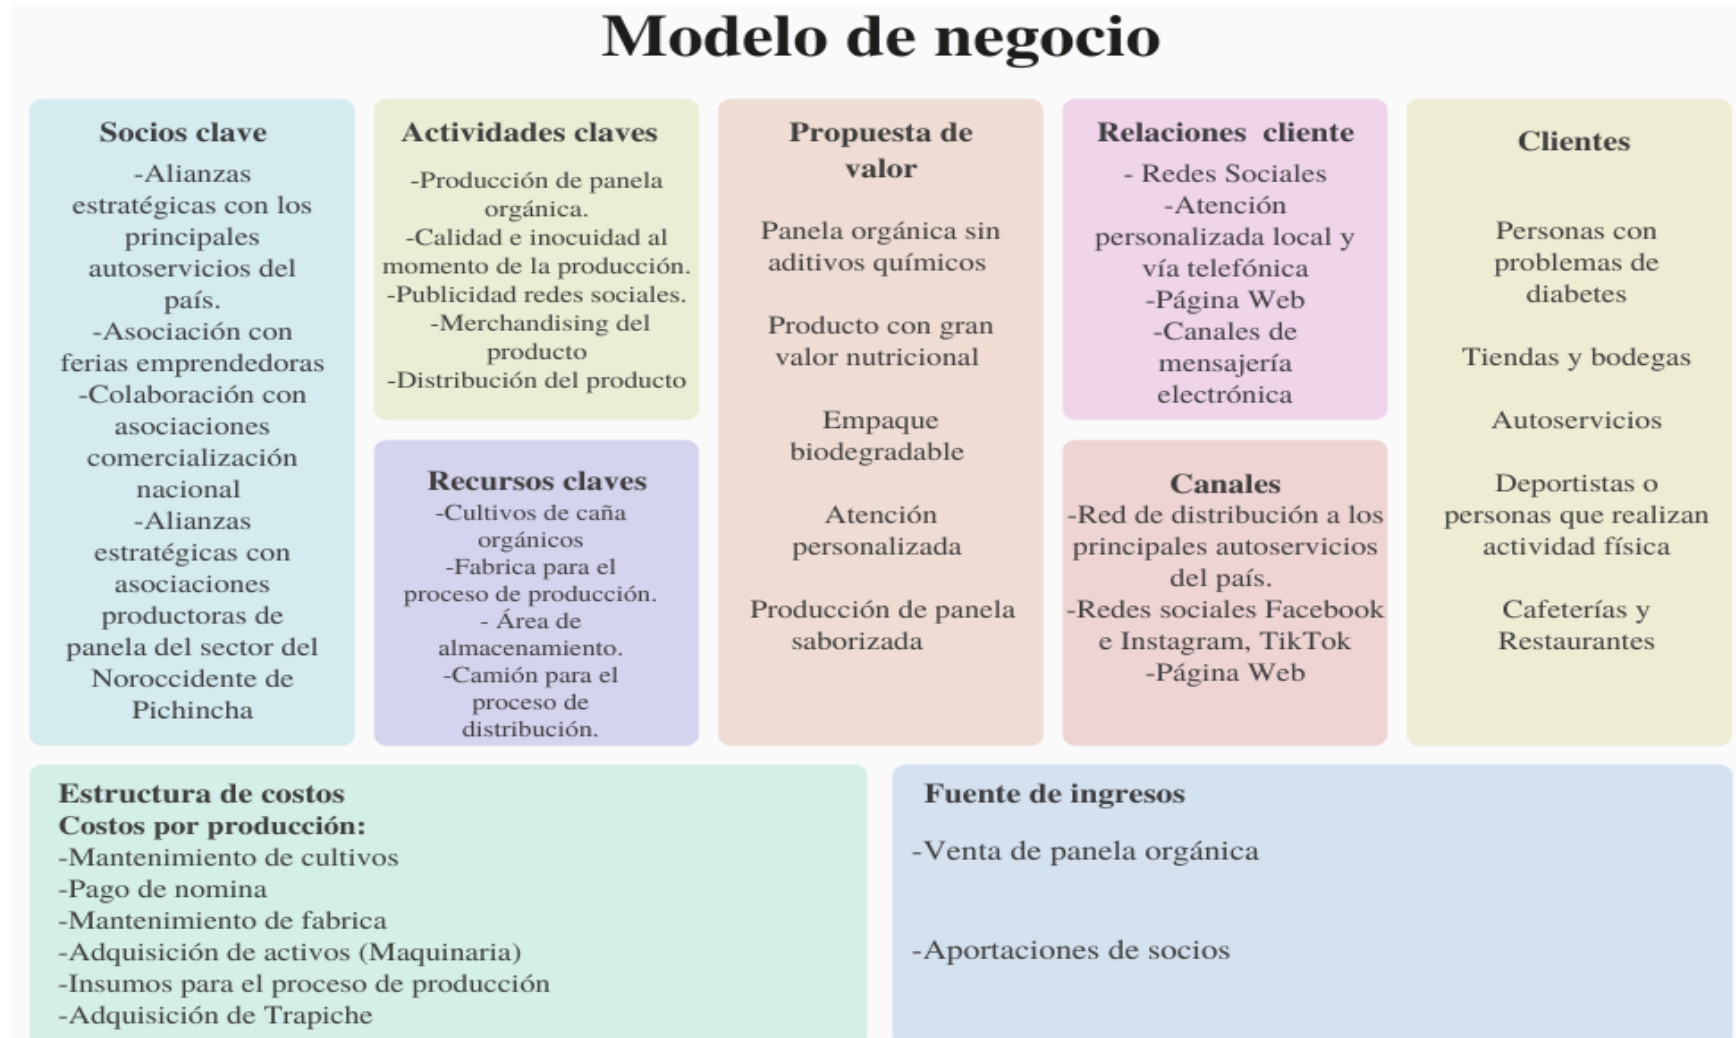 Modelo de negocio
Socios clave
-Alianzas
estratégicas con los
principales
autoservicios del
país.
-Asociación con
ferias emprendedoras
-Colaboración con
asociaciones
comercialización
nacional
-Alianzas
estratégicas con
asociaciones
productoras de
panela del sector del
Noroccidente de
Pichincha
Actividades claves
-Producción de panela
orgánica.
-Calidad e inocuidad al
momento de la producción.
-Publicidad redes sociales.
-Merchandising del
producto
-Distribución del producto
Recursos claves
-Cultivos de caña
orgánicos
-Fabrica para el
proceso de producción.
- Área de
almacenamiento.
-Camión para el
proceso de
distribución.
Propuesta de
valor
Panela orgánica sin
aditivos químicos
Producto con gran
valor nutricional
Empaque
biodegradable
Atención
personalizada
Producción de panela
saborizada
Relaciones cliente
- Redes Sociales
-Atención
personalizada local y
vía telefónica
-Página Web
-Canales de
mensajería
electrónica
Canales
-Red de distribución a los
principales autoservicios
del país.
-Redes sociales Facebook
e Instagram, TikTok
-Página Web
Clientes
Personas con
problemas de
diabetes
Tiendas y bodegas
Autoservicios
Deportistas o
personas que realizan
actividad física
Cafeterías y
Restaurantes
Estructura de costos
Costos por producción:
-Mantenimiento de cultivos
-Pago de nomina
-Mantenimiento de fabrica
-Adquisición de activos (Maquinaria)
-Insumos para el proceso de producción
-Adquisición de Trapiche
Fuente de ingresos
-Venta de panela orgánica
-Aportaciones de socios